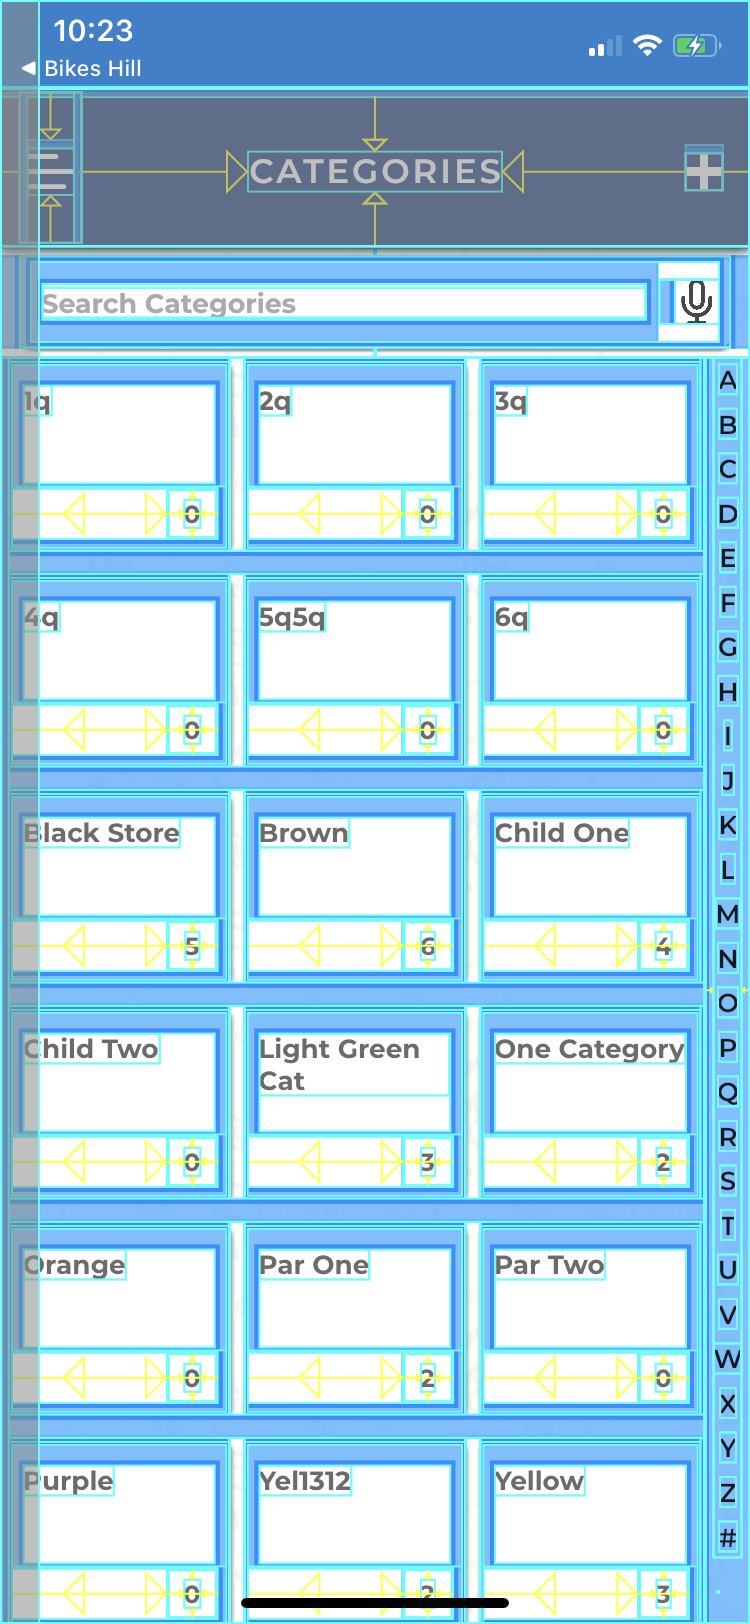 10:23
◀ Bikes Hill
CATEGORIES
Search Categories
1q 2q 3q
0 0 0
4q 5q5q 6q
0 0 0
Black Store Brown Child One
5 6 4
Child Two Light Green One Category
Cat
0 3 2
Orange Par One Par Two
0 2 0
Purple Yel1312 Yellow
0 2 3
A
B
C
D
E
F
G
H
I
J
K
L
M
N
O
P
Q
R
S
T
U
V
W
X
Y
Z
#